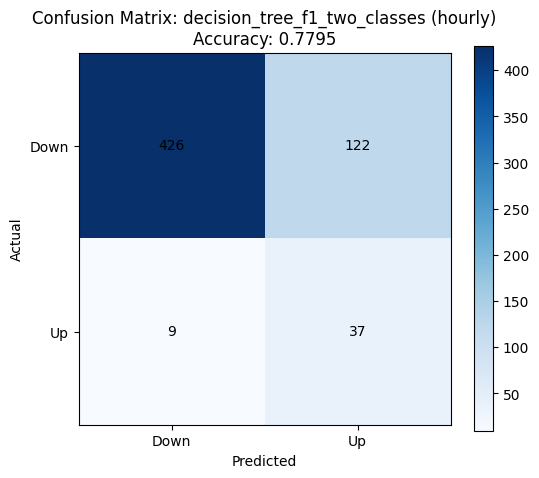 Confusion Matrix: decision_tree_f1_two_classes (hourly)
Accuracy: 0.7795
Actual
Down
426
122
Up
9
37
Down
Up
Predicted
400
350
300
250
200
150
100
50